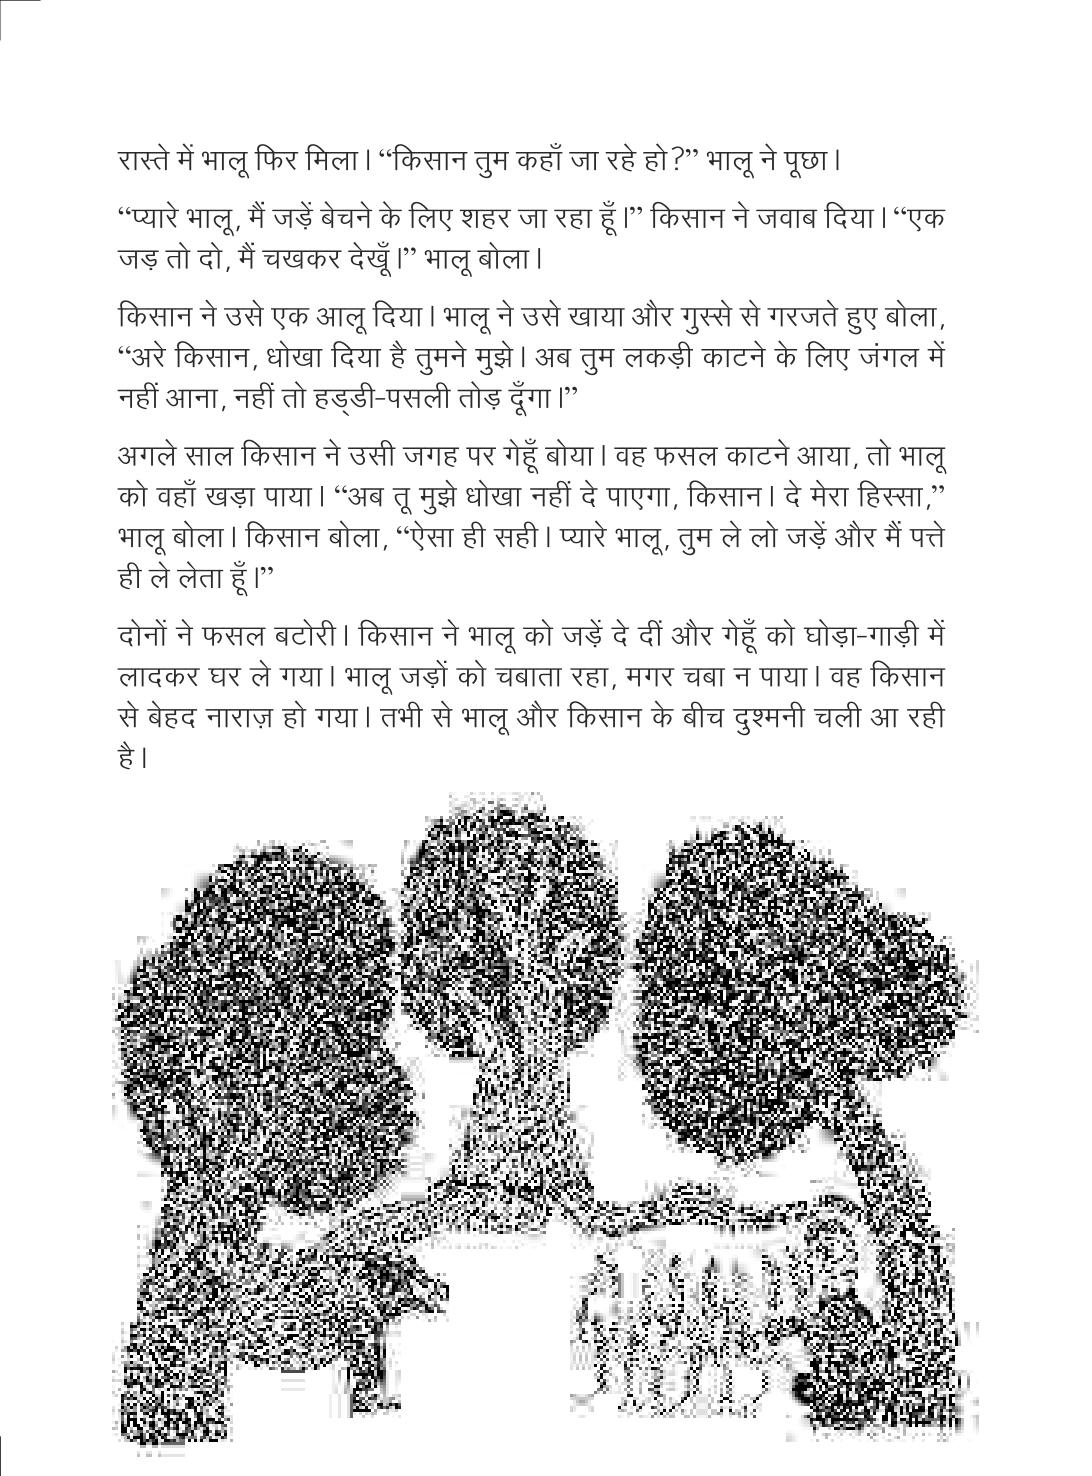 रास्ते में भालू फिर मिला। “किसान तुम कहाँ जा रहे हो?” भालू ने पूछा।
“प्यारे भालू, मैं जड़ें बेचने के लिए शहर जा रहा हूँ।” किसान ने जवाब दिया। “एक
जड़ तो दो, मैं चखकर देखूँ।” भालू बोला।
किसान ने उसे एक आलू दिया। भालू ने उसे खाया और गुस्से से गरजते हुए बोला,
“अरे किसान, धोखा दिया है तुमने मुझे। अब तुम लकड़ी काटने के लिए जंगल में
नहीं आना, नहीं तो हड्डी-पसली तोड़ दूँगा।”
अगले साल किसान ने उसी जगह पर गेहूँ बोया। वह फसल काटने आया, तो भालू
को वहाँ खड़ा पाया। “अब तू मुझे धोखा नहीं दे पाएगा, किसान। दे मेरा हिस्सा,”
भालू बोला। किसान बोला, “ऐसा ही सही। प्यारे भालू, तुम ले लो जड़ें और मैं पत्ते
ही ले लेता हूँ।”
दोनों ने फसल बटोरी। किसान ने भालू को जड़ें दे दीं और गेहूँ को घोड़ा-गाड़ी में
लादकर घर ले गया। भालू जड़ों को चबाता रहा, मगर चबा न पाया। वह किसान
से बेहद नाराज़ हो गया। तभी से भालू और किसान के बीच दुश्मनी चली आ रही
है।